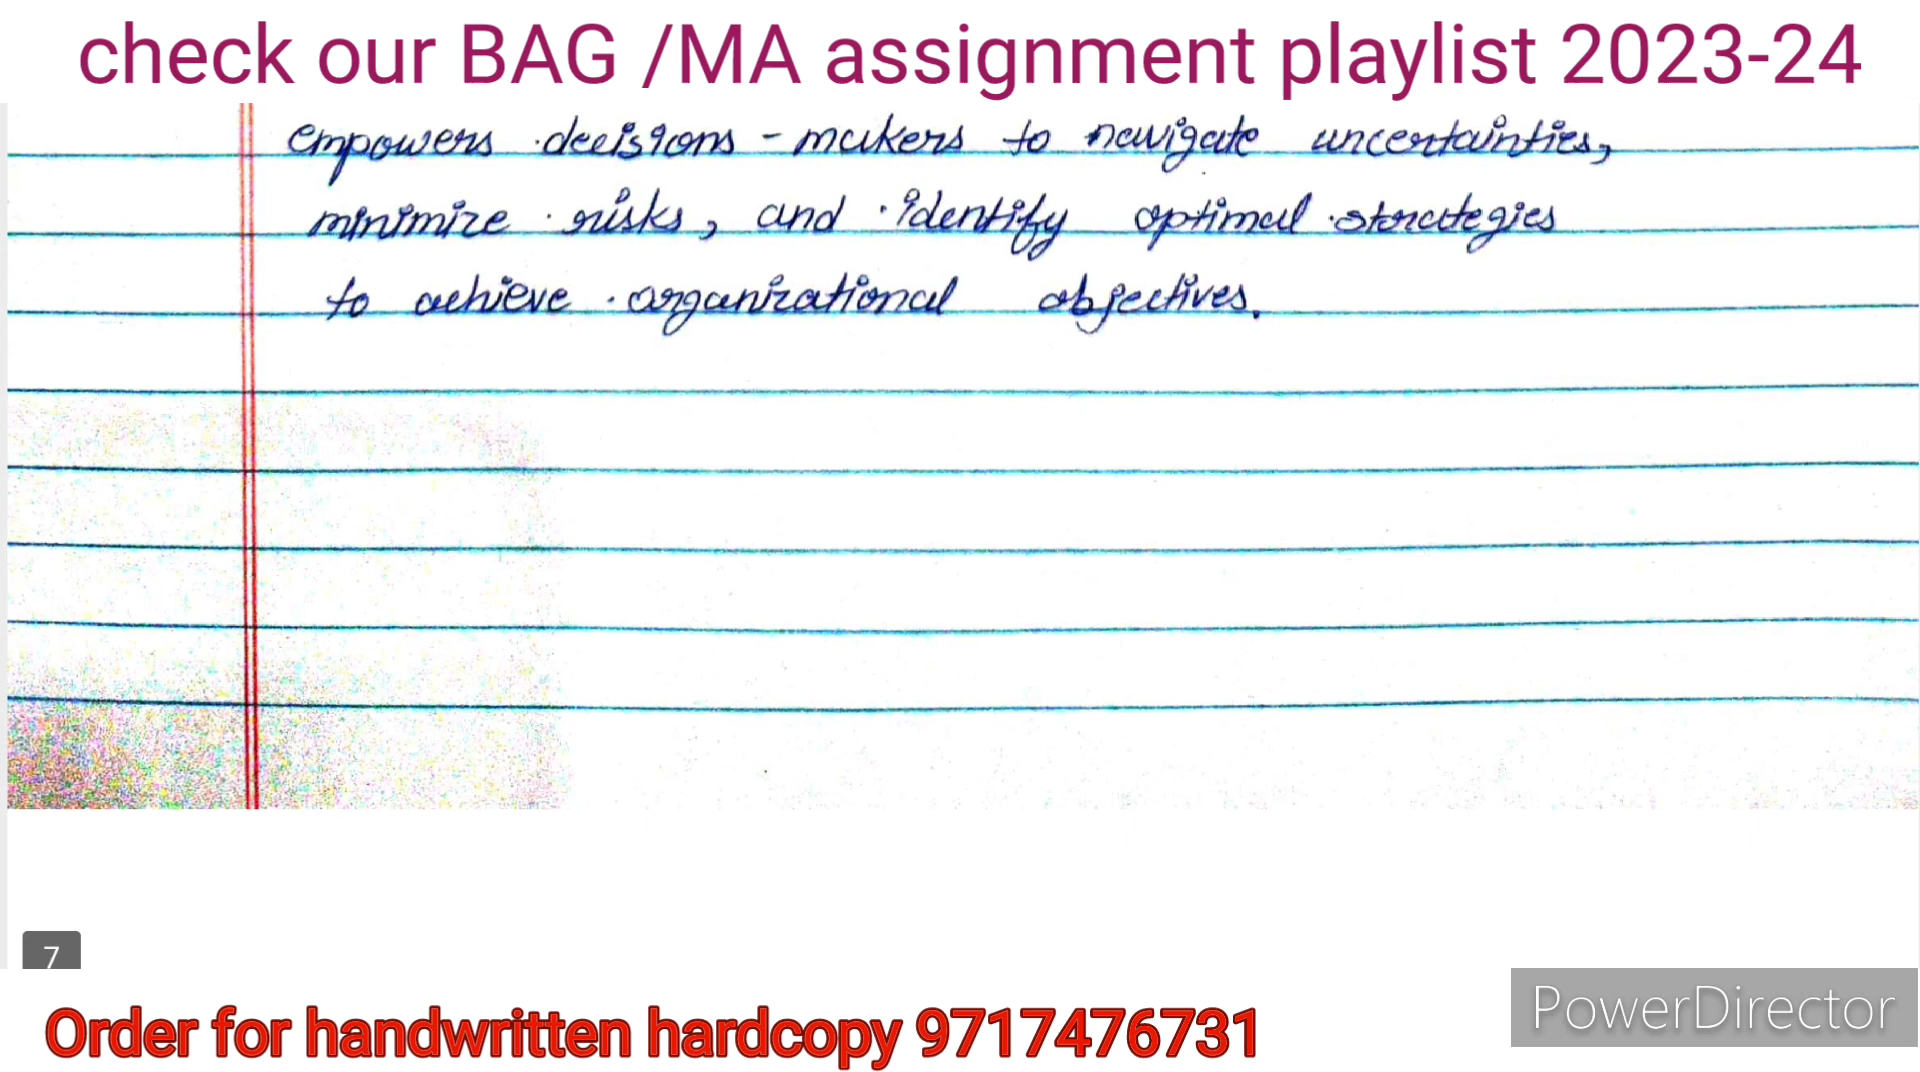 check our BAG /MA assignment playlist 2023-24
empowers decisions - makers to navigate uncertainties,
minimize risks, and identify optimal strategies
to achieve organizational objectives.
7
Order for handwritten hardcopy 9717476731
PowerDirector